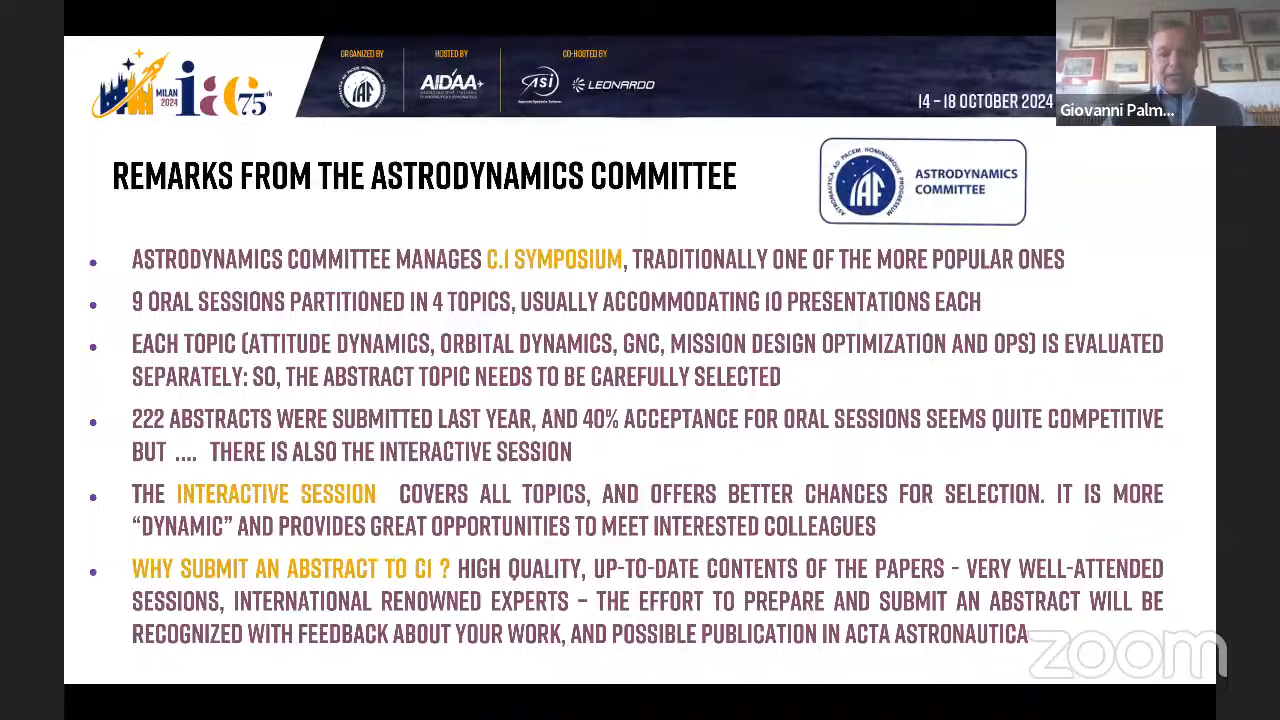 ORGANIZED BY
HOSTED BY
CO-HOSTED BY
MILAN
2024
iac
75th
IAF
AIDAA
ASI
LEONARDO
14 – 18 OCTOBER 2024
Giovanni Palm...
REMARKS FROM THE ASTRODYNAMICS COMMITTEE
ASTRONAUTICA AD PACEM HOMINUMQUE PROGRESSUM
IAF
ASTRODYNAMICS
COMMITTEE
• ASTRODYNAMICS COMMITTEE MANAGES C.1 SYMPOSIUM, TRADITIONALLY ONE OF THE MORE POPULAR ONES
• 9 ORAL SESSIONS PARTITIONED IN 4 TOPICS, USUALLY ACCOMMODATING 10 PRESENTATIONS EACH
• EACH TOPIC (ATTITUDE DYNAMICS, ORBITAL DYNAMICS, GNC, MISSION DESIGN OPTIMIZATION AND OPS) IS EVALUATED
SEPARATELY: SO, THE ABSTRACT TOPIC NEEDS TO BE CAREFULLY SELECTED
• 222 ABSTRACTS WERE SUBMITTED LAST YEAR, AND 40% ACCEPTANCE FOR ORAL SESSIONS SEEMS QUITE COMPETITIVE
BUT .... THERE IS ALSO THE INTERACTIVE SESSION
• THE INTERACTIVE SESSION COVERS ALL TOPICS, AND OFFERS BETTER CHANCES FOR SELECTION. IT IS MORE
“DYNAMIC” AND PROVIDES GREAT OPPORTUNITIES TO MEET INTERESTED COLLEAGUES
• WHY SUBMIT AN ABSTRACT TO C1 ? HIGH QUALITY, UP-TO-DATE CONTENTS OF THE PAPERS - VERY WELL-ATTENDED
SESSIONS, INTERNATIONAL RENOWNED EXPERTS – THE EFFORT TO PREPARE AND SUBMIT AN ABSTRACT WILL BE
RECOGNIZED WITH FEEDBACK ABOUT YOUR WORK, AND POSSIBLE PUBLICATION IN ACTA ASTRONAUTICA
zoom